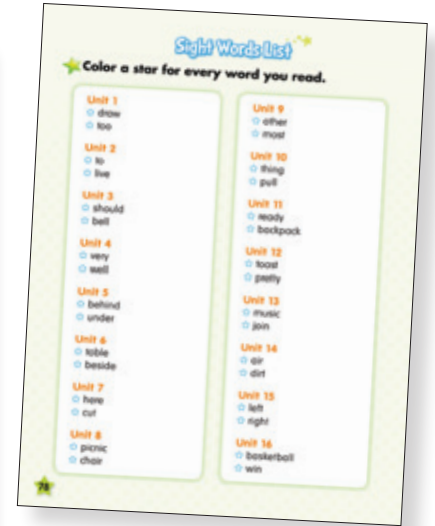 Sight Words List
Color a star for every word you read.
Unit 1
draw
too
Unit 2
to
live
Unit 3
should
bell
Unit 4
very
well
Unit 5
behind
under
Unit 6
table
beside
Unit 7
here
cut
Unit 8
picnic
chair
Unit 9
other
most
Unit 10
thing
pull
Unit 11
ready
backpack
Unit 12
toast
pretty
Unit 13
music
join
Unit 14
air
dirt
Unit 15
left
right
Unit 16
basketball
win
78